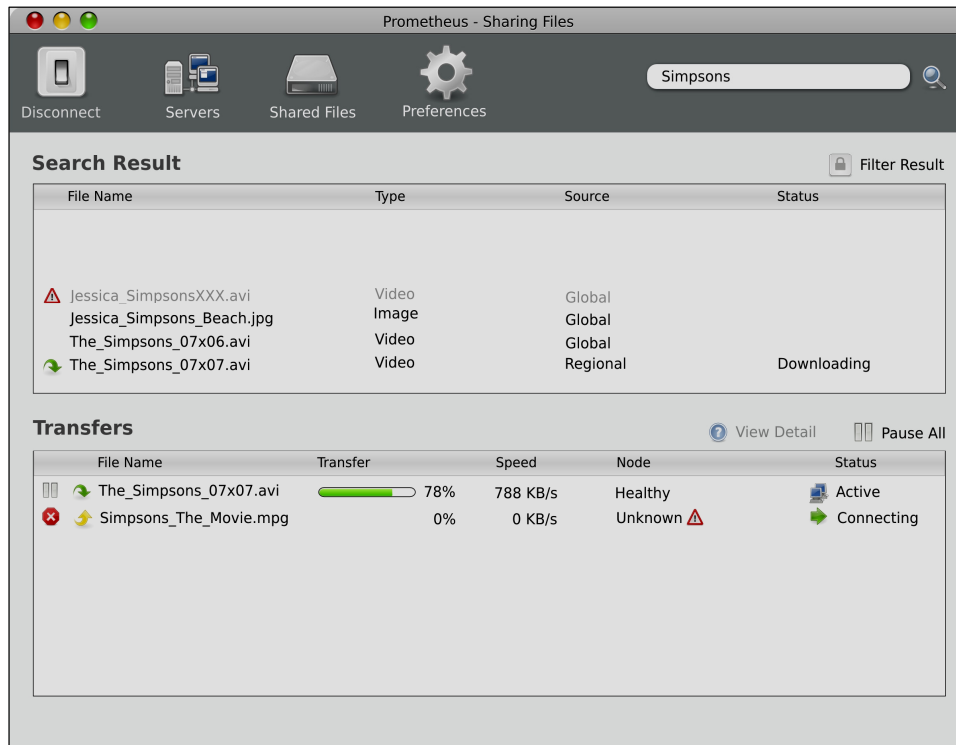 Prometheus - Sharing Files
Simpsons
Disconnect Servers Shared Files Preferences
Search Result Filter Result
File Name Type Source Status
Jessica_SimpsonsXXX.avi Video Global
Jessica_Simpsons_Beach.jpg Image Global
The_Simpsons_07x06.avi Video Global
The_Simpsons_07x07.avi Video Regional Downloading
Transfers View Detail Pause All
File Name Transfer Speed Node Status
The_Simpsons_07x07.avi 78% 788 KB/s Healthy Active
Simpsons_The_Movie.mpg 0% 0 KB/s Unknown Connecting